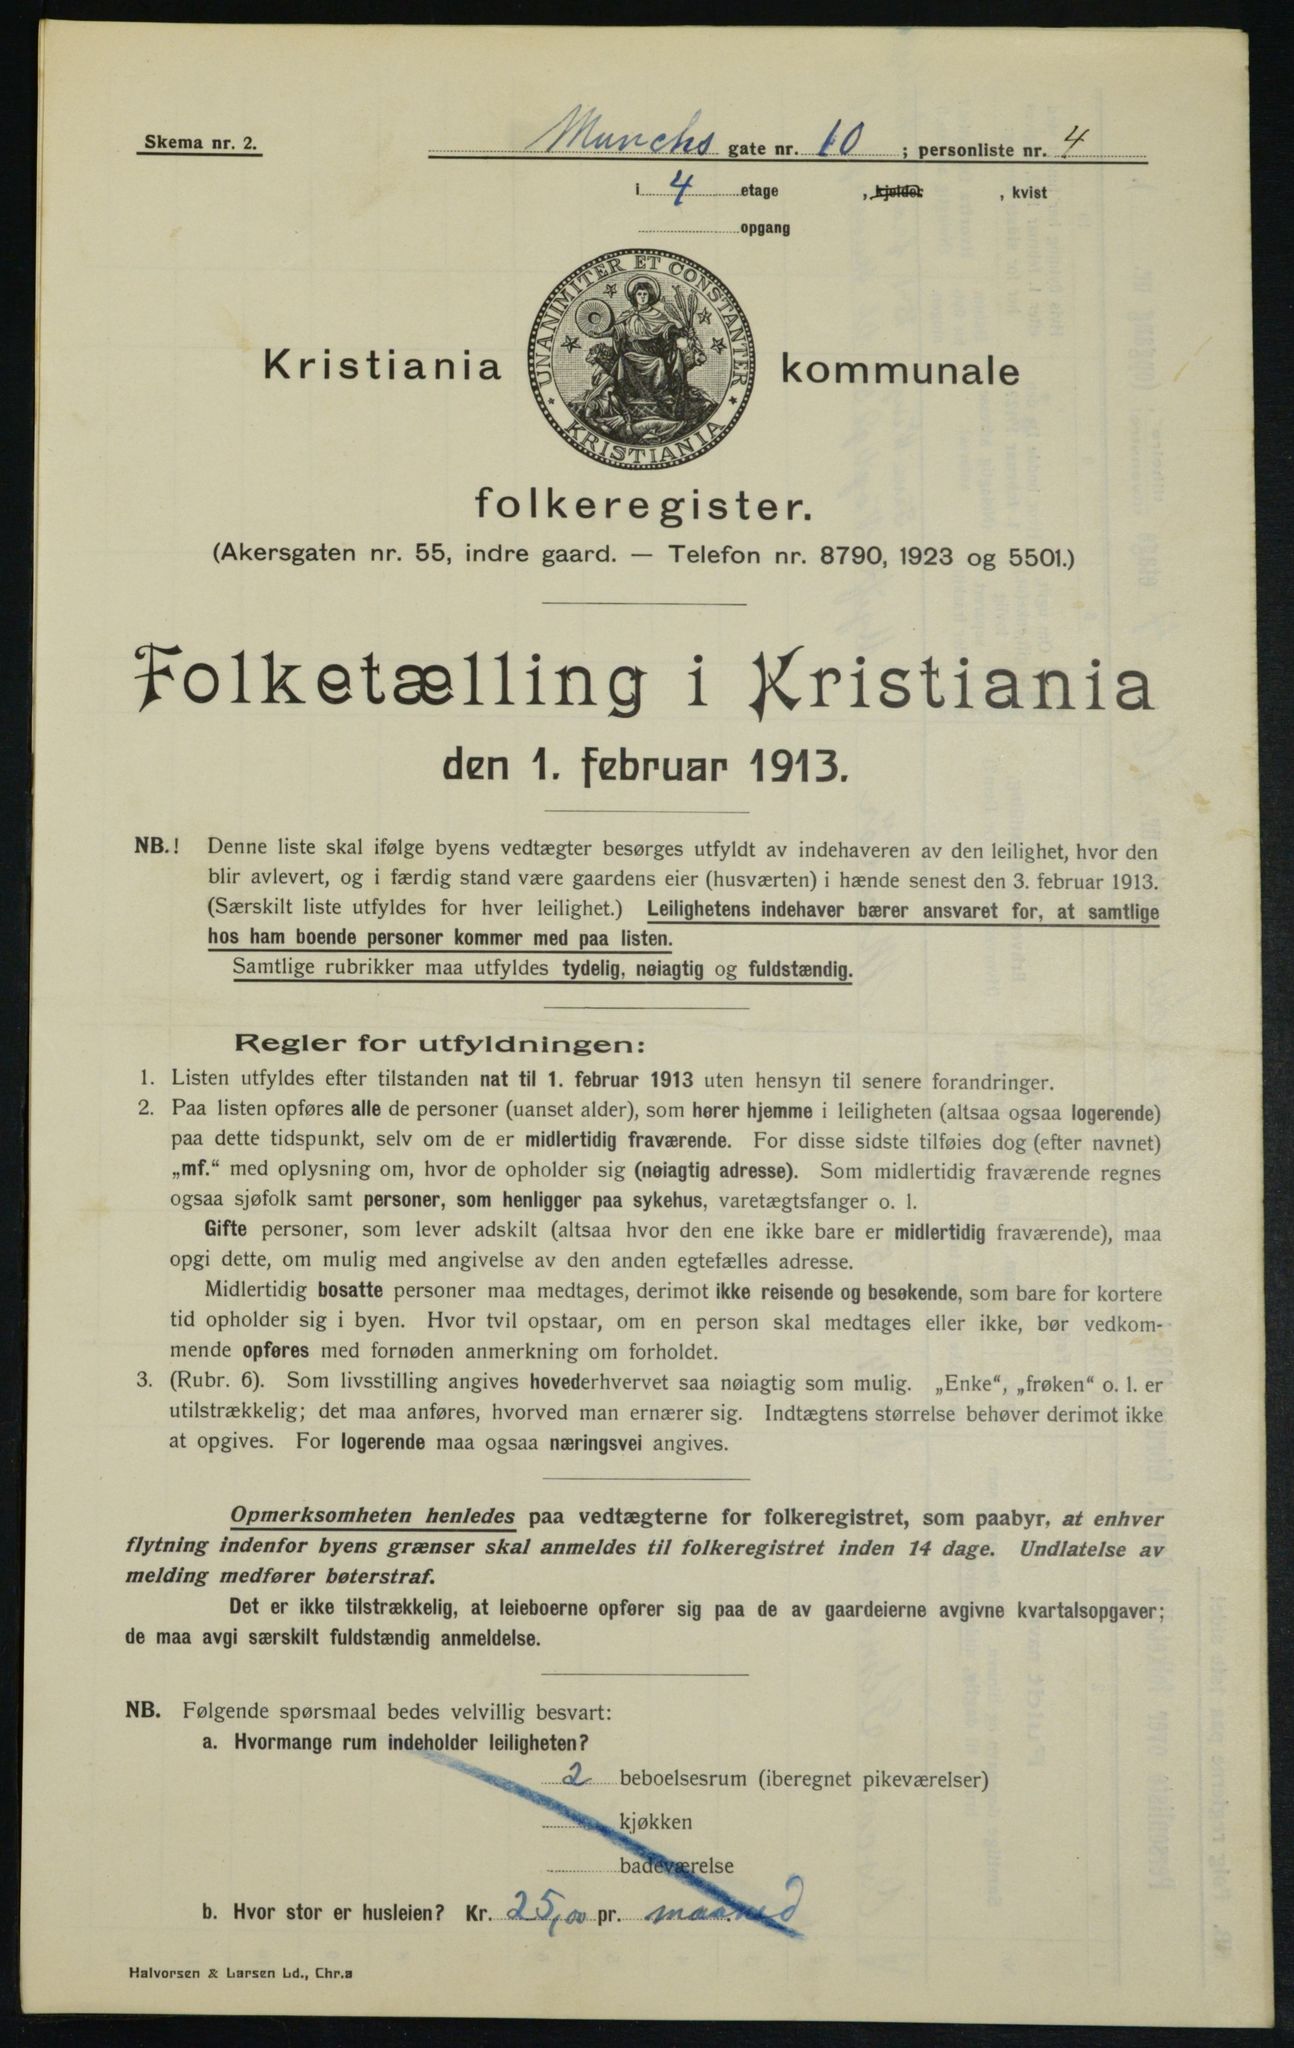 Skema nr. 2.
Munchs gate nr. 10 ; personliste nr. 4
i 4 etage , kjelder , kvist
opgang
UNANIMITER ET CONSTANTER
KRISTIANIA
Kristiania kommunale
folkeregister.
(Akersgaten nr. 55, indre gaard. — Telefon nr. 8790, 1923 og 5501.)
Folketælling i Kristiania
den 1. februar 1913.
NB.! Denne liste skal ifølge byens vedtægter besørges utfyldt av indehaveren av den leilighet, hvor den
blir avlevert, og i færdig stand være gaardens eier (husværten) i hænde senest den 3. februar 1913.
(Særskilt liste utfyldes for hver leilighet.) Leilighetens indehaver bærer ansvaret for, at samtlige
hos ham boende personer kommer med paa listen.
Samtlige rubrikker maa utfyldes tydelig, nøiagtig og fuldstændig.
Regler for utfyldningen:
1. Listen utfyldes efter tilstanden nat til 1. februar 1913 uten hensyn til senere forandringer.
2. Paa listen opføres alle de personer (uanset alder), som hører hjemme i leiligheten (altsaa ogsaa logerende)
paa dette tidspunkt, selv om de er midlertidig fraværende. For disse sidste tilføies dog (efter navnet)
„mf.“ med oplysning om, hvor de opholder sig (nøiagtig adresse). Som midlertidig fraværende regnes
ogsaa sjøfolk samt personer, som henligger paa sykehus, varetægtsfanger o. l.
Gifte personer, som lever adskilt (altsaa hvor den ene ikke bare er midlertidig fraværende), maa
opgi dette, om mulig med angivelse av den anden egtefælles adresse.
Midlertidig bosatte personer maa medtages, derimot ikke reisende og besøkende, som bare for kortere
tid opholder sig i byen. Hvor tvil opstaar, om en person skal medtages eller ikke, bør vedkom-
mende opføres med fornøden anmerkning om forholdet.
3. (Rubr. 6). Som livsstilling angives hovederhvervet saa nøiagtig som mulig. „Enke“, „frøken“ o. l. er
utilstrækkelig; det maa anføres, hvorved man ernærer sig. Indtægtens størrelse behøver derimot ikke
at opgives. For logerende maa ogsaa næringsvei angives.
Opmerksomheten henledes paa vedtægterne for folkeregistret, som paabyr, at enhver
flytning indenfor byens grænser skal anmeldes til folkeregistret inden 14 dage. Undlatelse av
melding medfører bøterstraf.
Det er ikke tilstrækkelig, at leieboerne opfører sig paa de av gaardeierne avgivne kvartalsopgaver;
de maa avgi særskilt fuldstændig anmeldelse.
NB. Følgende spørsmaal bedes velvillig besvart:
a. Hvormange rum indeholder leiligheten?
2 beboelsesrum (iberegnet pikeværelser)
kjøkken
badeværelse
b. Hvor stor er husleien? Kr. 25,00 pr. maaned
Halvorsen & Larsen Ld., Chr.a